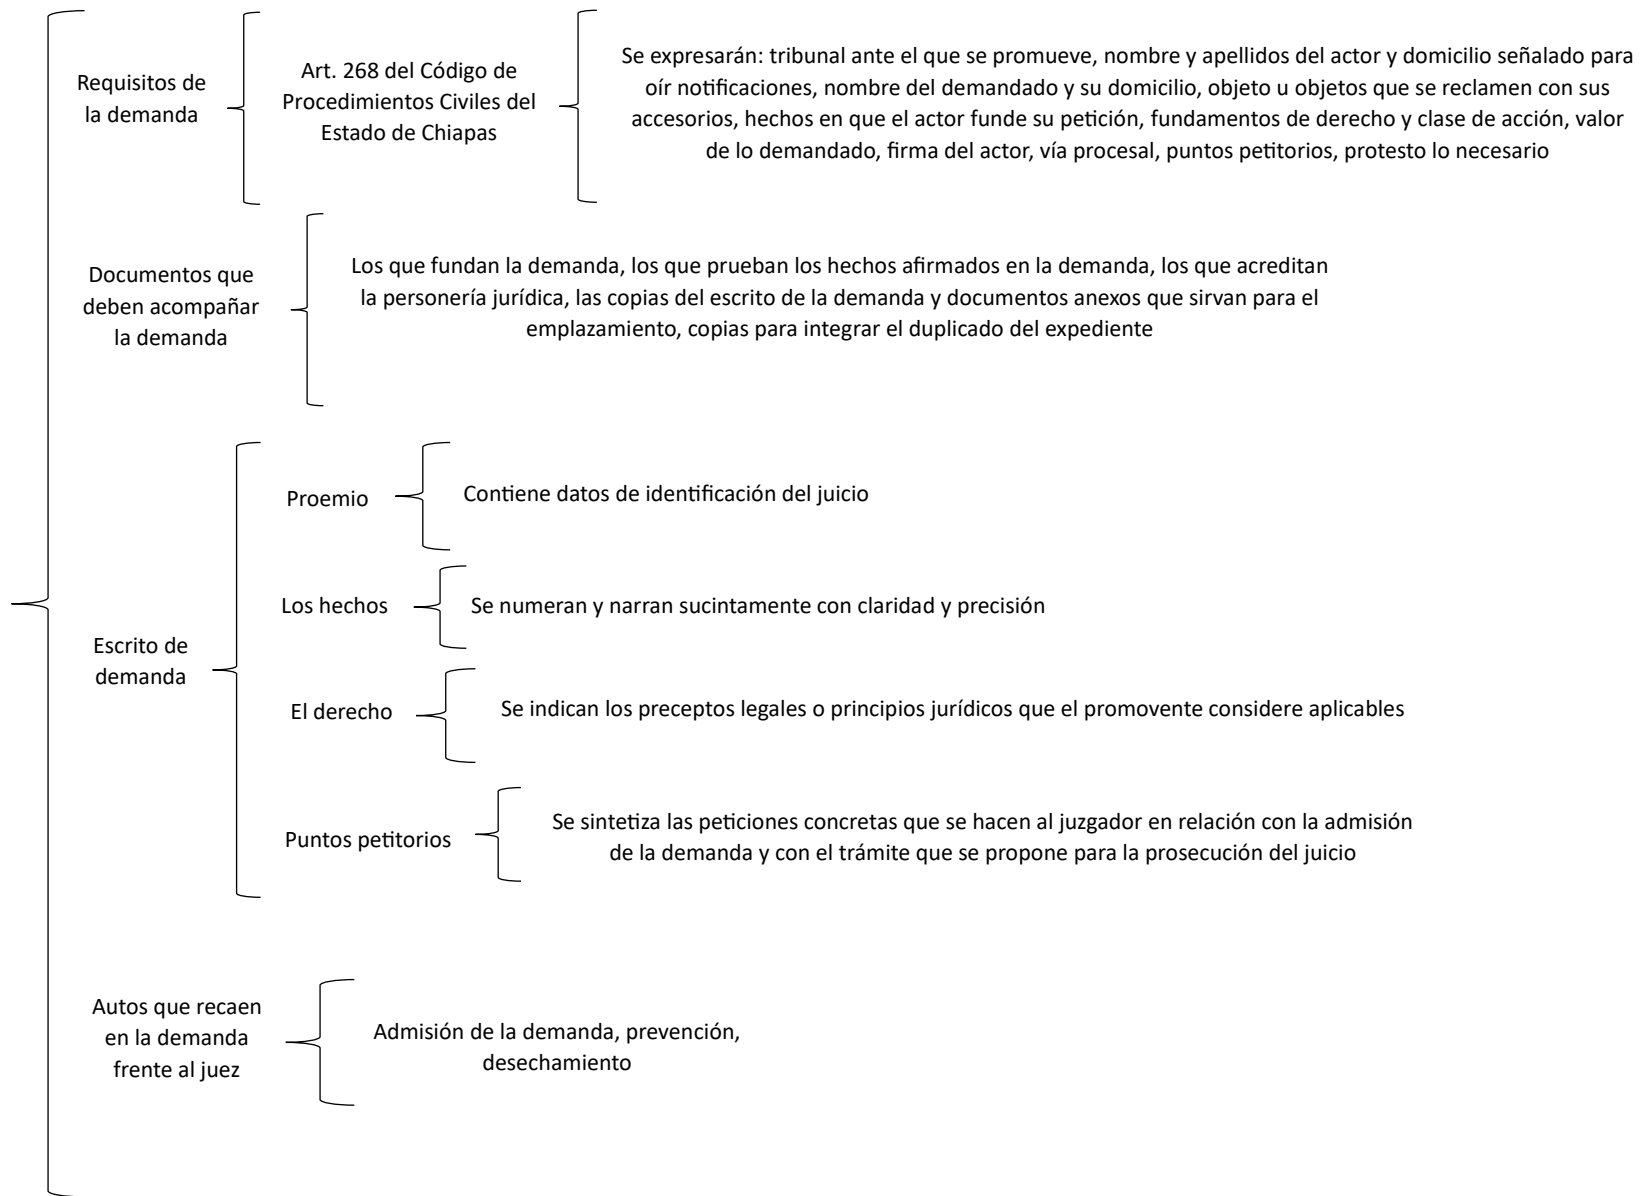 Requisitos de
la demanda
Art. 268 del Código de
Procedimientos Civiles del
Estado de Chiapas
Se expresarán: tribunal ante el que se promueve, nombre y apellidos del actor y domicilio señalado para
oír notificaciones, nombre del demandado y su domicilio, objeto u objetos que se reclamen con sus
accesorios, hechos en que el actor funde su petición, fundamentos de derecho y clase de acción, valor
de lo demandado, firma del actor, vía procesal, puntos petitorios, protesto lo necesario
Documentos que
deben acompañar
la demanda
Los que fundan la demanda, los que prueban los hechos afirmados en la demanda, los que acreditan
la personería jurídica, las copias del escrito de la demanda y documentos anexos que sirvan para el
emplazamiento, copias para integrar el duplicado del expediente
Escrito de
demanda
Proemio
Contiene datos de identificación del juicio
Los hechos
Se numeran y narran sucintamente con claridad y precisión
El derecho
Se indican los preceptos legales o principios jurídicos que el promovente considere aplicables
Puntos petitorios
Se sintetiza las peticiones concretas que se hacen al juzgador en relación con la admisión
de la demanda y con el trámite que se propone para la prosecución del juicio
Autos que recaen
en la demanda
frente al juez
Admisión de la demanda, prevención,
desechamiento